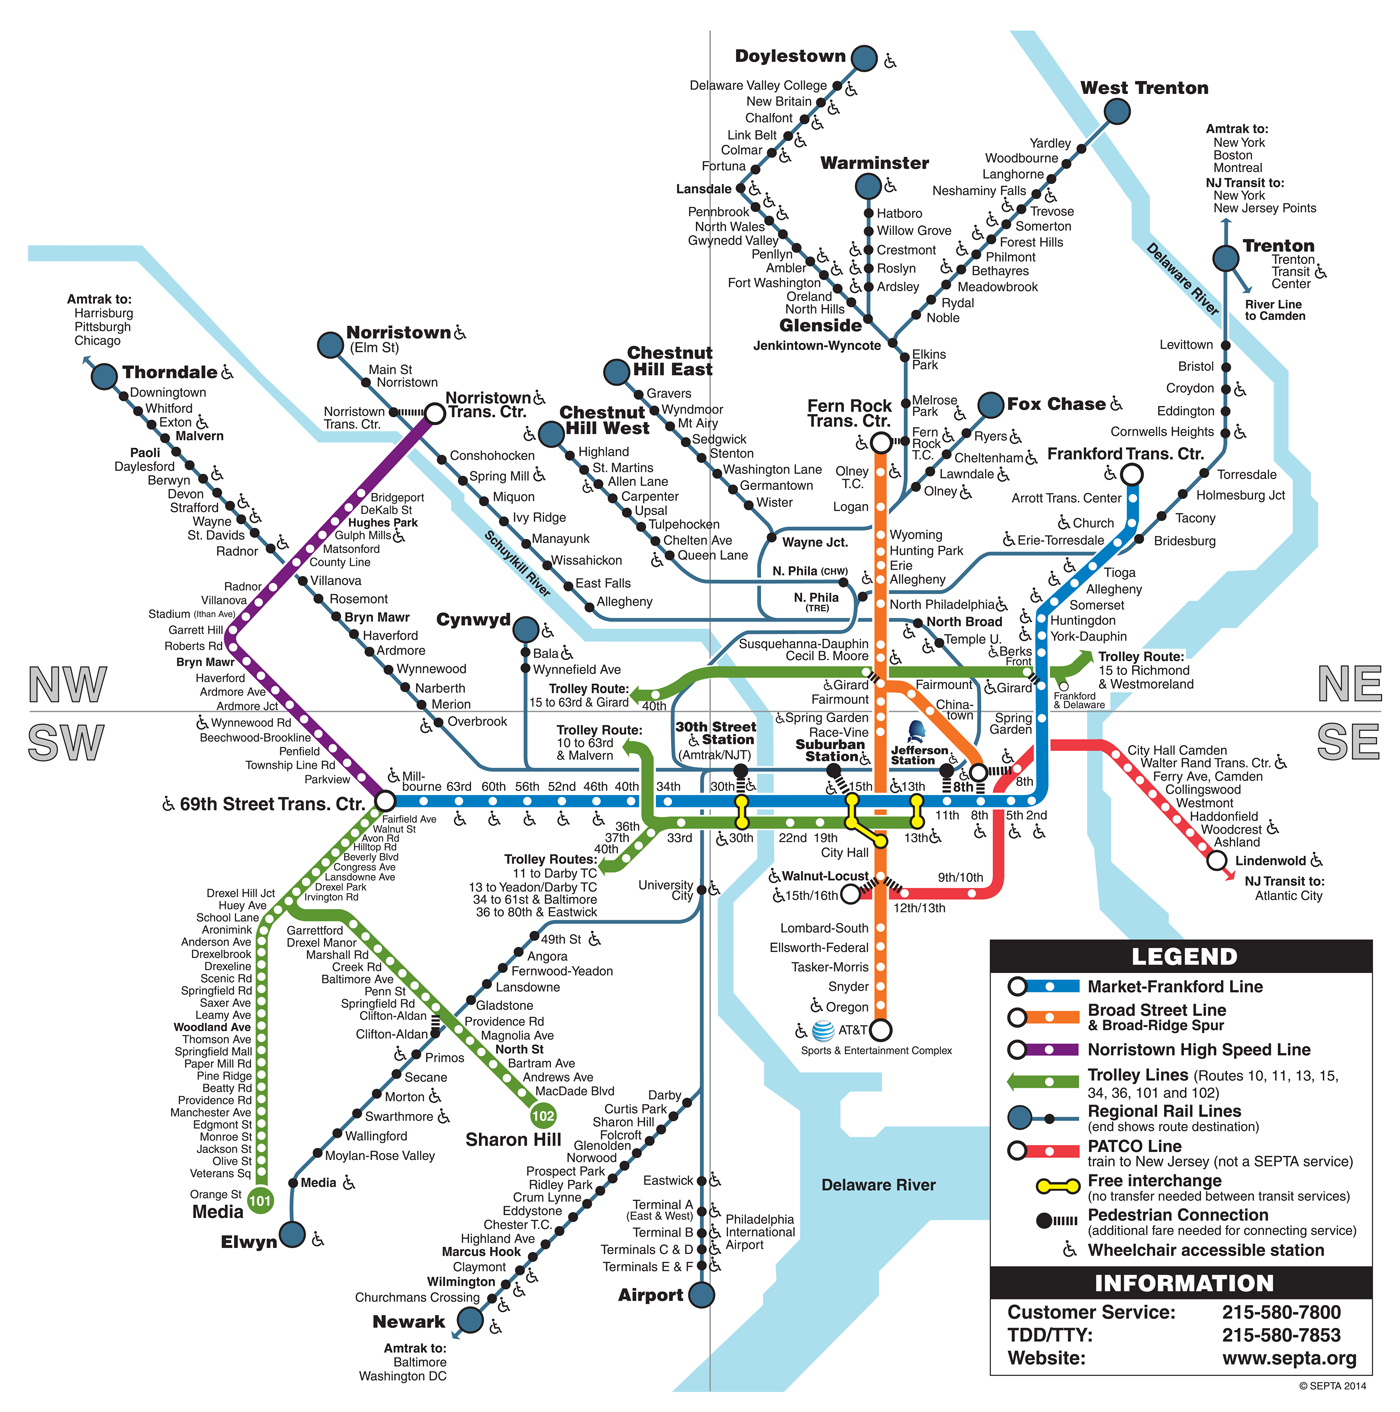 Doylestown
Delaware Valley College
New Britain
Chalfont
Link Belt
Colmar
Fortuna
Lansdale
Pennbrook
North Wales
Gwynedd Valley
Penllyn
Ambler
Fort Washington
Oreland
North Hills
Glenside
Jenkintown-Wyncote
Warminster
Hatboro
Willow Grove
Crestmont
Roslyn
Ardsley
West Trenton
Yardley
Woodbourne
Langhorne
Neshaminy Falls
Trevose
Somerton
Forest Hills
Philmont
Bethayres
Meadowbrook
Rydal
Noble
Elkins
Park
Melrose
Park
Fern
Rock
T.C.
Amtrak to:
New York
Boston
Montreal
NJ Transit to:
New York
New Jersey Points
Trenton
Trenton
Transit
Center
River Line
to Camden
Delaware River
Levittown
Bristol
Croydon
Eddington
Cornwells Heights
Torresdale
Holmesburg Jct
Tacony
Bridesburg
Amtrak to:
Harrisburg
Pittsburgh
Chicago
Thorndale
Downingtown
Whitford
Exton
Malvern
Paoli
Daylesford
Berwyn
Devon
Strafford
Wayne
St. Davids
Radnor
Villanova
Rosemont
Bryn Mawr
Haverford
Ardmore
Wynnewood
Narberth
Merion
Overbrook
Norristown
(Elm St)
Main St
Norristown
Norristown
Trans. Ctr.
Norristown
Trans. Ctr.
Conshohocken
Spring Mill
Miquon
Ivy Ridge
Manayunk
Wissahickon
East Falls
Allegheny
Schuylkill River
Chestnut
Hill East
Gravers
Wyndmoor
Mt Airy
Sedgwick
Stenton
Washington Lane
Germantown
Wister
Wayne Jct.
Chestnut
Hill West
Highland
St. Martins
Allen Lane
Carpenter
Upsal
Tulpehocken
Chelten Ave
Queen Lane
N. Phila (CHW)
N. Phila
(TRE)
Fox Chase
Ryers
Cheltenham
Lawndale
Olney
Fern Rock
Trans. Ctr.
Olney
T.C.
Logan
Wyoming
Hunting Park
Erie
Allegheny
North Philadelphia
North Broad
Temple U.
Susquehanna-Dauphin
Cecil B. Moore
Girard
Fairmount
Spring Garden
Race-Vine
Fairmount
China-
town
Frankford Trans. Ctr.
Arrott Trans. Center
Church
Erie-Torresdale
Tioga
Allegheny
Somerset
Huntingdon
York-Dauphin
Berks
Front
Girard
Spring
Garden
Trolley Route:
15 to Richmond
& Westmoreland
Frankford
& Delaware
NW
SW
NE
SE
Bridgeport
DeKalb St
Hughes Park
Gulph Mills
Matsonford
County Line
Radnor
Villanova
Stadium (Ithan Ave)
Garrett Hill
Roberts Rd
Bryn Mawr
Haverford
Ardmore Ave
Ardmore Jct
Wynnewood Rd
Beechwood-Brookline
Penfield
Township Line Rd
Parkview
69th Street Trans. Ctr.
Cynwyd
Bala
Wynnefield Ave
Trolley Route:
15 to 63rd & Girard
40th
Trolley Route:
10 to 63rd
& Malvern
30th Street
Station
(Amtrak/NJT)
Suburban
Station
Jefferson
Station
Mill-
bourne
63rd
60th
56th
52nd
46th
40th
34th
30th
15th
13th
11th
8th
8th
8th
5th
2nd
36th
37th
40th
33rd
30th
22nd
19th
13th
City Hall
Trolley Routes:
11 to Darby TC
13 to Yeadon/Darby TC
34 to 61st & Baltimore
36 to 80th & Eastwick
University
City
Walnut-Locust
15th/16th
12th/13th
9th/10th
City Hall Camden
Walter Rand Trans. Ctr.
Ferry Ave, Camden
Collingswood
Westmont
Haddonfield
Woodcrest
Ashland
Lindenwold
NJ Transit to:
Atlantic City
Lombard-South
Ellsworth-Federal
Tasker-Morris
Snyder
Oregon
AT&T
Sports & Entertainment Complex
Fairfield Ave
Walnut St
Avon Rd
Hilltop Rd
Beverly Blvd
Congress Ave
Lansdowne Ave
Drexel Park
Irvington Rd
Drexel Hill Jct
Huey Ave
School Lane
Aronimink
Anderson Ave
Drexelbrook
Drexeline
Scenic Rd
Springfield Rd
Saxer Ave
Leamy Ave
Woodland Ave
Thomson Ave
Springfield Mall
Paper Mill Rd
Pine Ridge
Beatty Rd
Providence Rd
Manchester Ave
Edgmont St
Monroe St
Jackson St
Olive St
Veterans Sq
Orange St
Media
101
Garrettford
Drexel Manor
Marshall Rd
Creek Rd
Baltimore Ave
Penn St
Springfield Rd
Clifton-Aldan
Clifton-Aldan
Providence Rd
Magnolia Ave
North St
Bartram Ave
Andrews Ave
MacDade Blvd
102
Sharon Hill
49th St
Angora
Fernwood-Yeadon
Lansdowne
Gladstone
Primos
Secane
Morton
Swarthmore
Wallingford
Moylan-Rose Valley
Media
Elwyn
Darby
Curtis Park
Sharon Hill
Folcroft
Glenolden
Norwood
Prospect Park
Ridley Park
Crum Lynne
Eddystone
Chester T.C.
Highland Ave
Marcus Hook
Claymont
Wilmington
Churchmans Crossing
Newark
Amtrak to:
Baltimore
Washington DC
Eastwick
Terminal A
(East & West)
Terminal B
Terminals C & D
Terminals E & F
Philadelphia
International
Airport
Airport
Delaware River
LEGEND
Market-Frankford Line
Broad Street Line
& Broad-Ridge Spur
Norristown High Speed Line
Trolley Lines (Routes 10, 11, 13, 15,
34, 36, 101 and 102)
Regional Rail Lines
(end shows route destination)
PATCO Line
train to New Jersey (not a SEPTA service)
Free interchange
(no transfer needed between transit services)
Pedestrian Connection
(additional fare needed for connecting service)
Wheelchair accessible station
INFORMATION
Customer Service: 215-580-7800
TDD/TTY: 215-580-7853
Website: www.septa.org
© SEPTA 2014